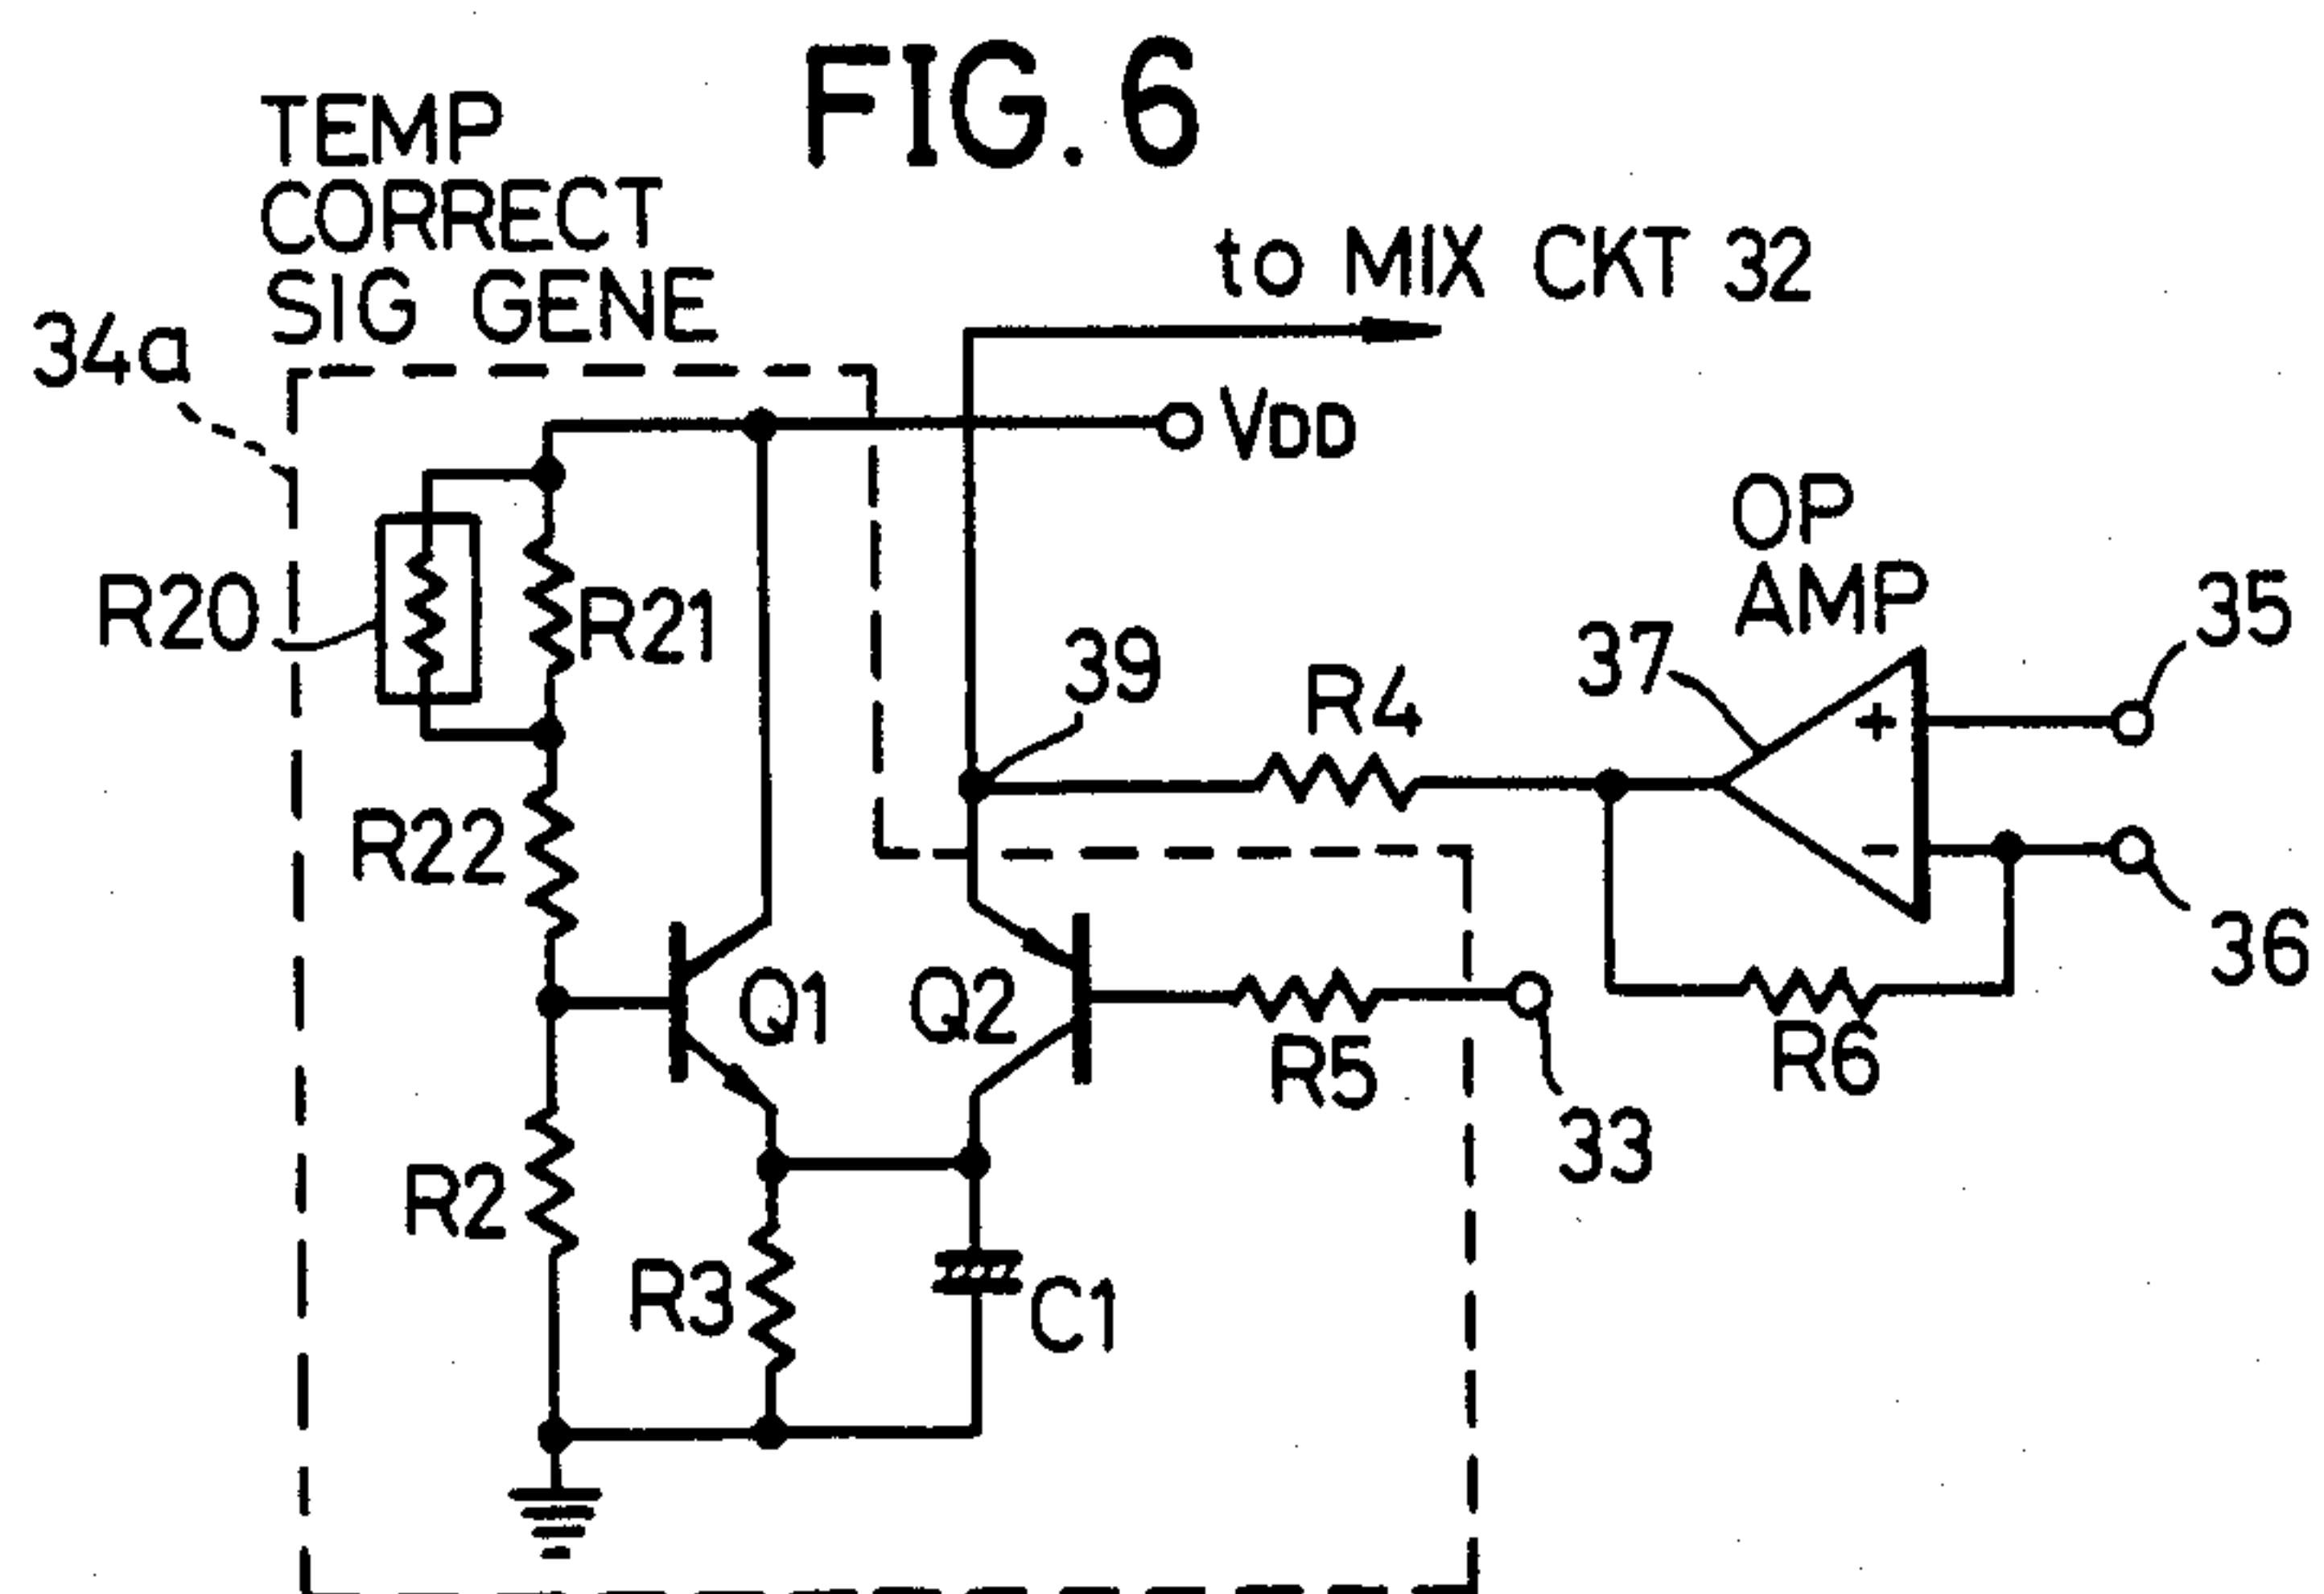 FIG. 6
TEMP
CORRECT
SIG GENE
to MIX CKT 32
34a
VDD
OP
AMP
R20
R21
39
R4
37
+
35
R22
-
36
Q1
Q2
R5
R6
33
R2
R3
C1